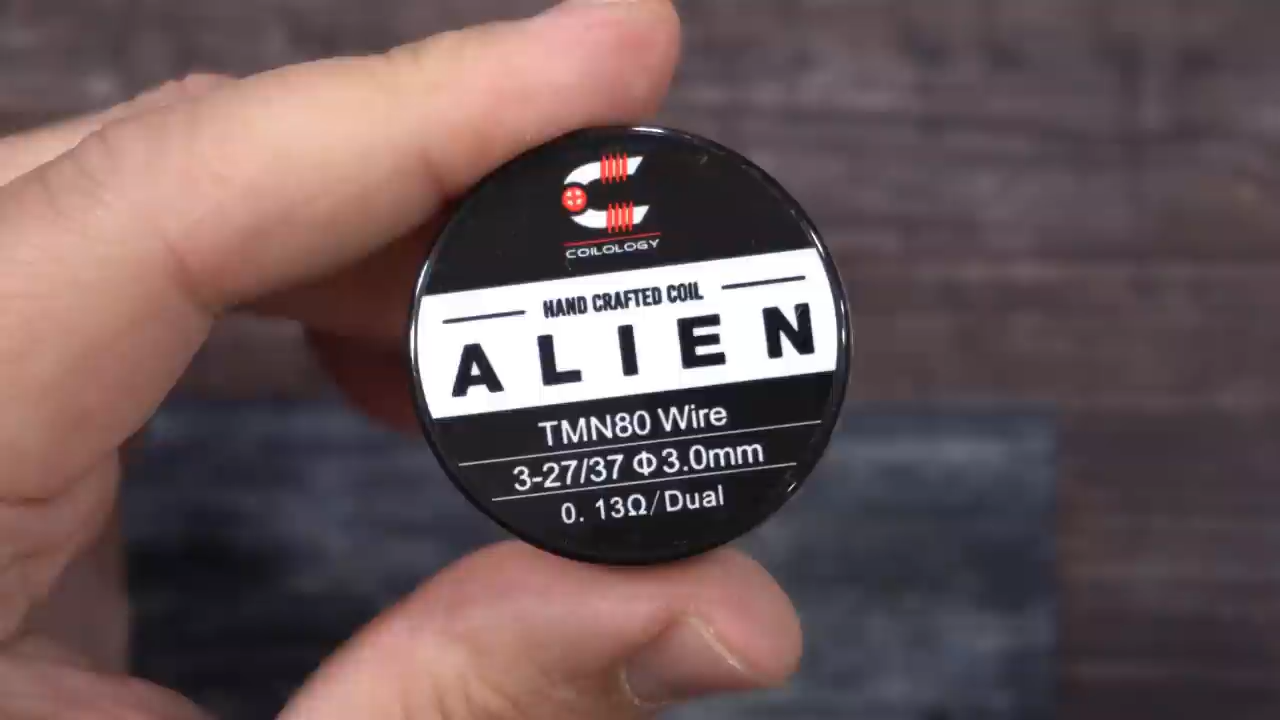 COILOLOGY
HAND CRAFTED COIL
ALIEN
TMN80 Wire
3-27/37 Φ3.0mm
0. 13Ω/Dual